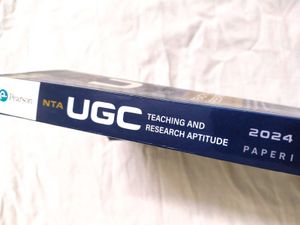 Pearson
NTA UGC
TEACHING AND
RESEARCH APTITUDE
2024
PAPER I